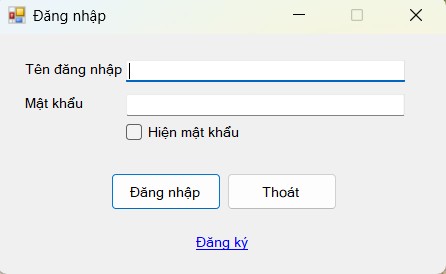 Đăng nhập
Tên đăng nhập
Mật khẩu
Hiện mật khẩu
Đăng nhập Thoát
Đăng ký